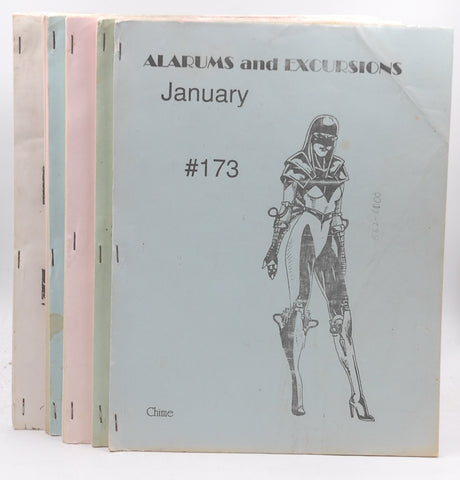 ALARUMS and EXCURSIONS
January
#173
Chime